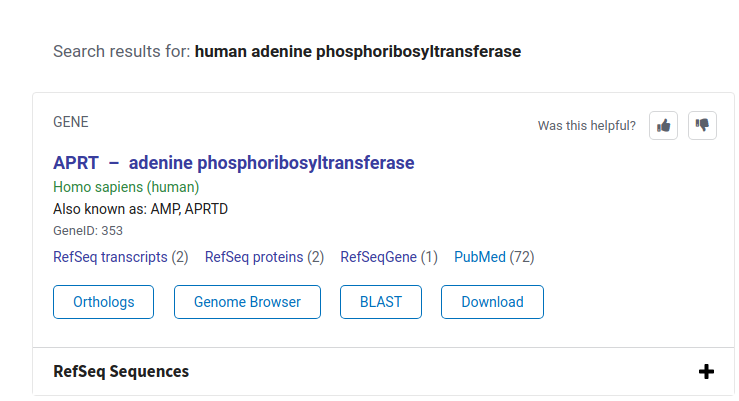 Search results for: human adenine phosphoribosyltransferase
GENE
Was this helpful?
APRT – adenine phosphoribosyltransferase
Homo sapiens (human)
Also known as: AMP, APRTD
GeneID: 353
RefSeq transcripts (2) RefSeq proteins (2) RefSeqGene (1) PubMed (72)
Orthologs Genome Browser BLAST Download
RefSeq Sequences